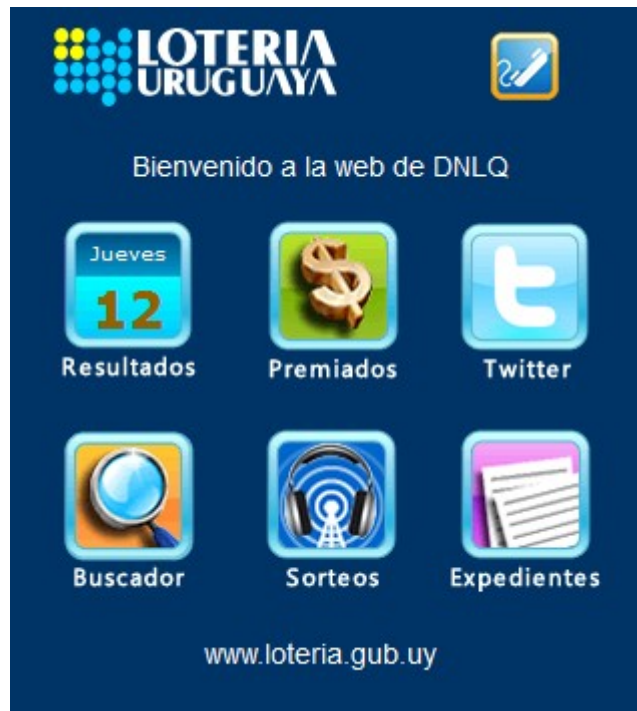 LOTERIA
URUGUAYA
Bienvenido a la web de DNLQ
Jueves
12
Resultados
Premiados
Twitter
Buscador
Sorteos
Expedientes
www.loteria.gub.uy